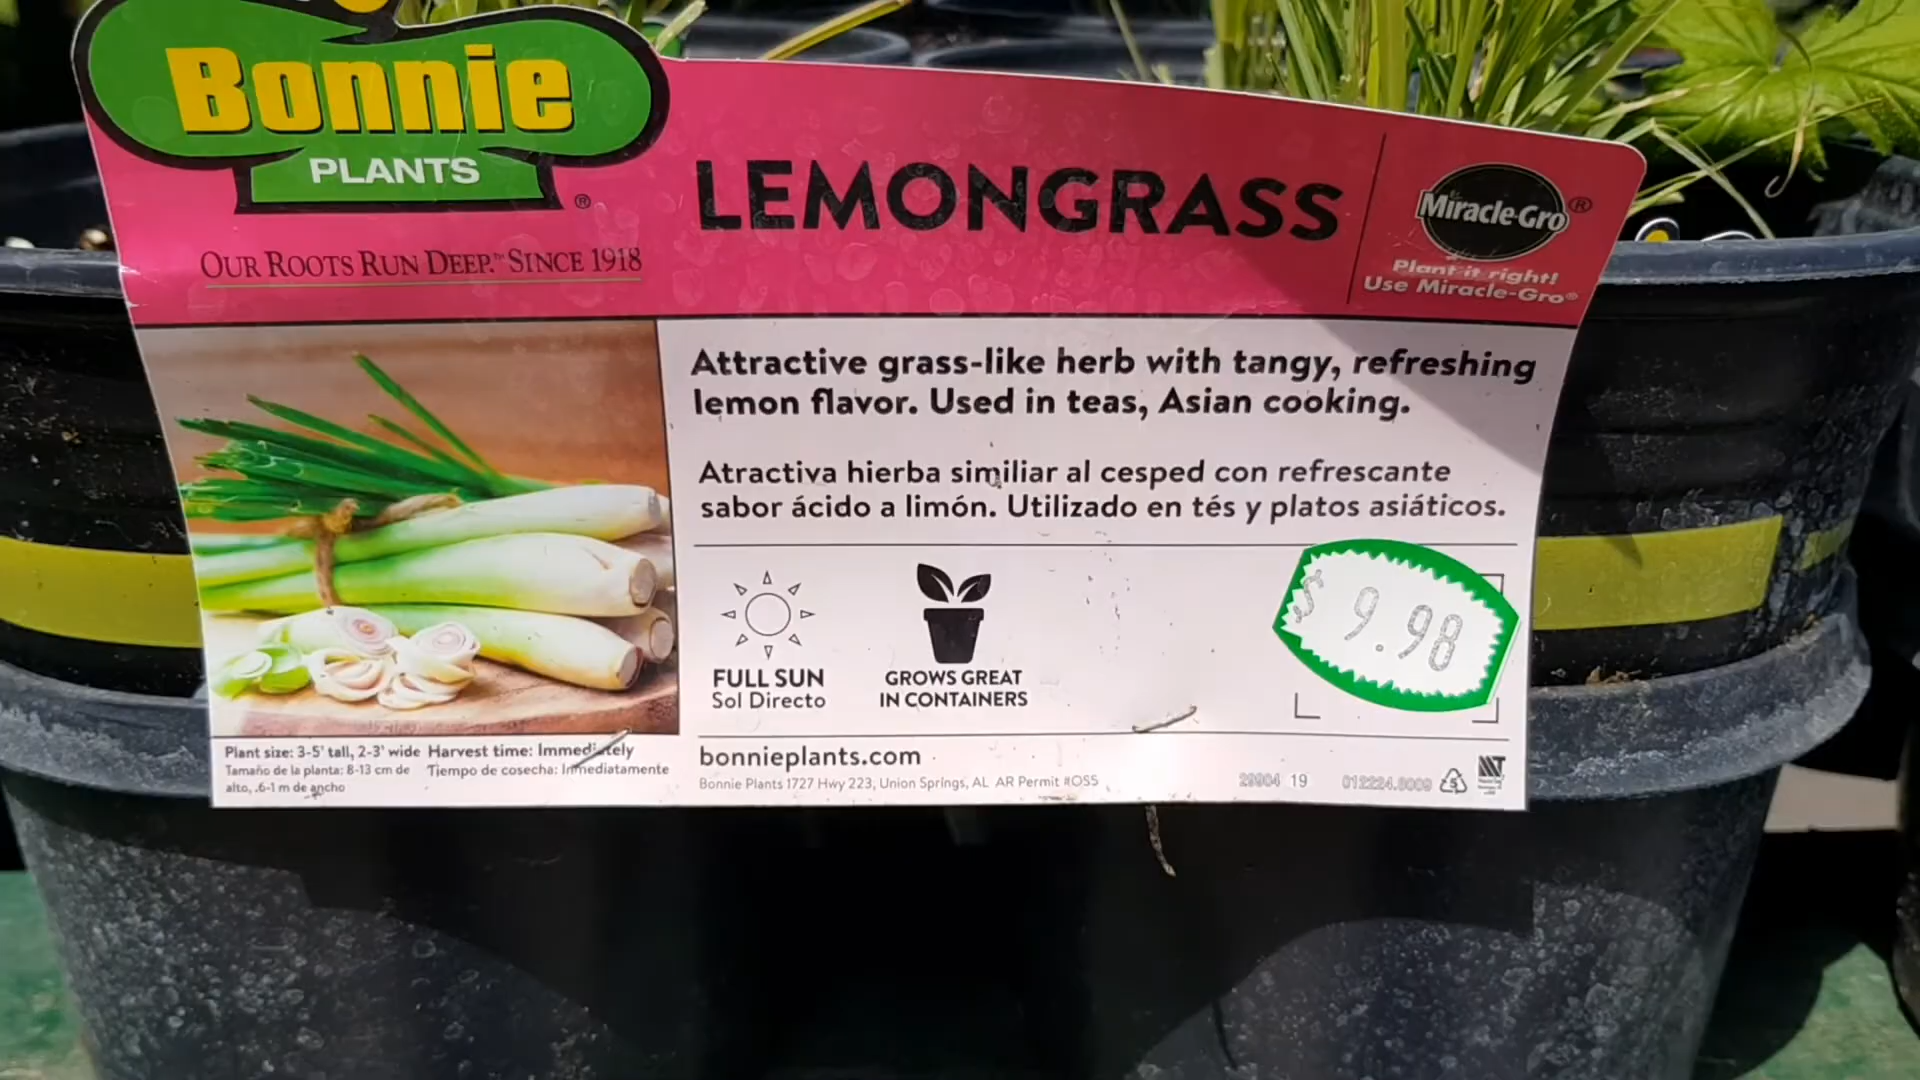 Bonnie
PLANTS®
OUR ROOTS RUN DEEP.™ SINCE 1918
LEMONGRASS
Miracle-Gro®
Plant it right!
Use Miracle-Gro®
Attractive grass-like herb with tangy, refreshing
lemon flavor. Used in teas, Asian cooking.
Atractiva hierba similiar al cesped con refrescante
sabor ácido a limón. Utilizado en tés y platos asiáticos.
$ 9.98
FULL SUN
Sol Directo
GROWS GREAT
IN CONTAINERS
Plant size: 3-5' tall, 2-3' wide Harvest time: Immediately
Tamaño de la planta: 8-13 cm de Tiempo de cosecha: Inmediatamente
alto, .6-1 m de ancho
bonnieplants.com
Bonnie Plants 1727 Hwy 223, Union Springs, AL AR Permit #OSS
19
5
MT